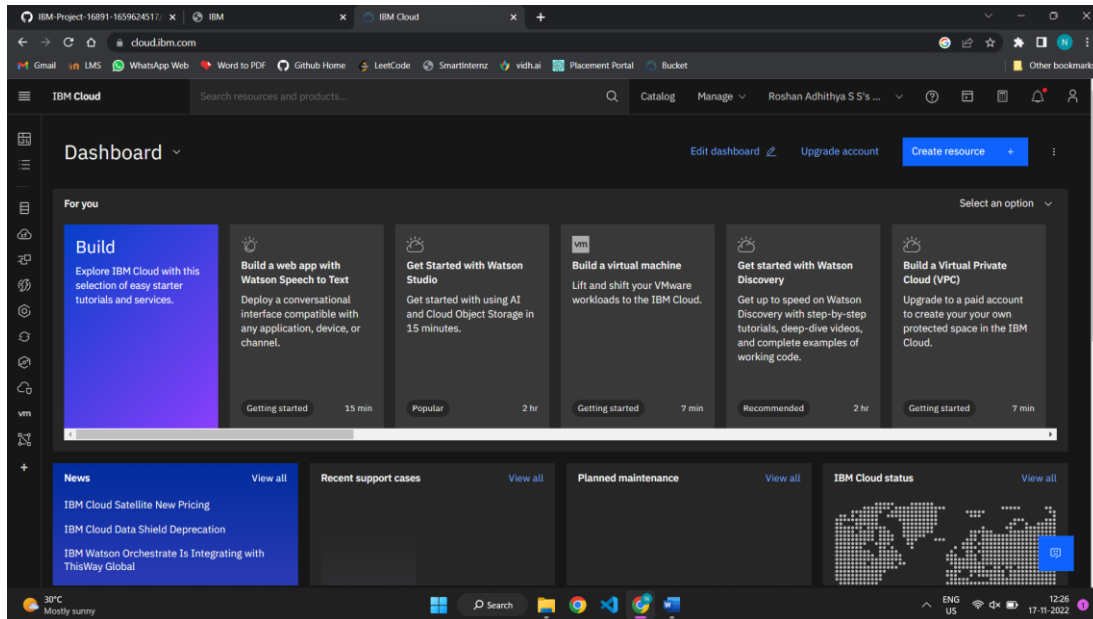 IBM-Project-16891-1659624517/
IBM
IBM Cloud
cloud.ibm.com
N
Gmail
LMS
WhatsApp Web
Word to PDF
Github Home
LeetCode
SmartInternz
vidh.ai
Placement Portal
Bucket
Other bookmarks
IBM Cloud
Search resources and products...
Catalog
Manage
Roshan Adhithya S S's ...
Dashboard
Edit dashboard
Upgrade account
Create resource +
For you
Select an option
Build
Explore IBM Cloud with this
selection of easy starter
tutorials and services.
Build a web app with
Watson Speech to Text
Deploy a conversational
interface compatible with
any application, device, or
channel.
Getting started
15 min
Get Started with Watson
Studio
Get started with using AI
and Cloud Object Storage in
15 minutes.
Popular
2 hr
vm
Build a virtual machine
Lift and shift your VMware
workloads to the IBM Cloud.
Getting started
7 min
Get started with Watson
Discovery
Get up to speed on Watson
Discovery with step-by-step
tutorials, deep-dive videos,
and complete examples of
working code.
Recommended
2 hr
Build a Virtual Private
Cloud (VPC)
Upgrade to a paid account
to create your your own
protected space in the IBM
Cloud.
Getting started
7 min
vm
News
View all
IBM Cloud Satellite New Pricing
IBM Cloud Data Shield Deprecation
IBM Watson Orchestrate Is Integrating with
ThisWay Global
Recent support cases
View all
Planned maintenance
View all
IBM Cloud status
View all
30°C
Mostly sunny
Search
ENG
US
12:26
17-11-2022
1